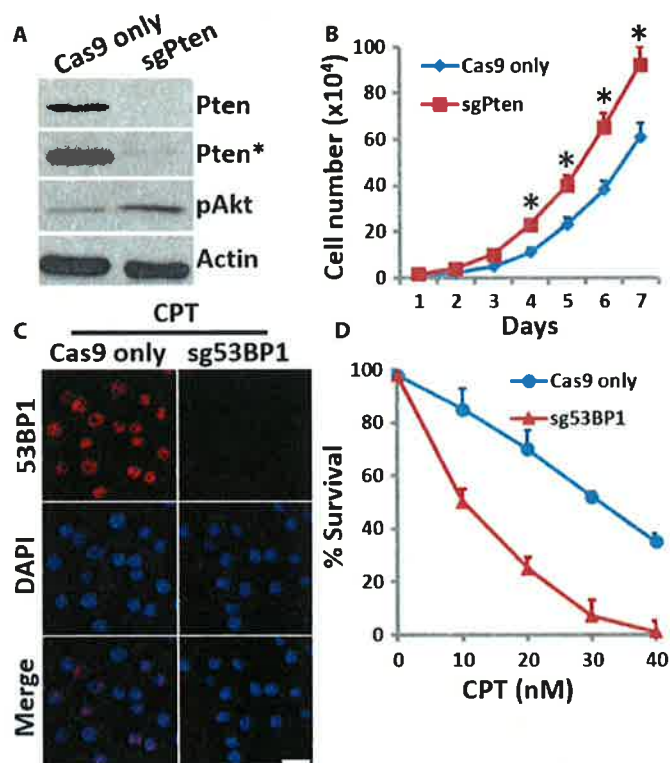 A
Cas9 only
sgPten
Pten
Pten*
pAkt
Actin
B
Cell number (x10⁴)
100
80
60
40
20
0
Cas9 only
sgPten
* * * *
1 2 3 4 5 6 7
Days
C
CPT
Cas9 only sg53BP1
53BP1
DAPI
Merge
D
% Survival
100
80
60
40
20
0
Cas9 only
sg53BP1
0 10 20 30 40
CPT (nM)